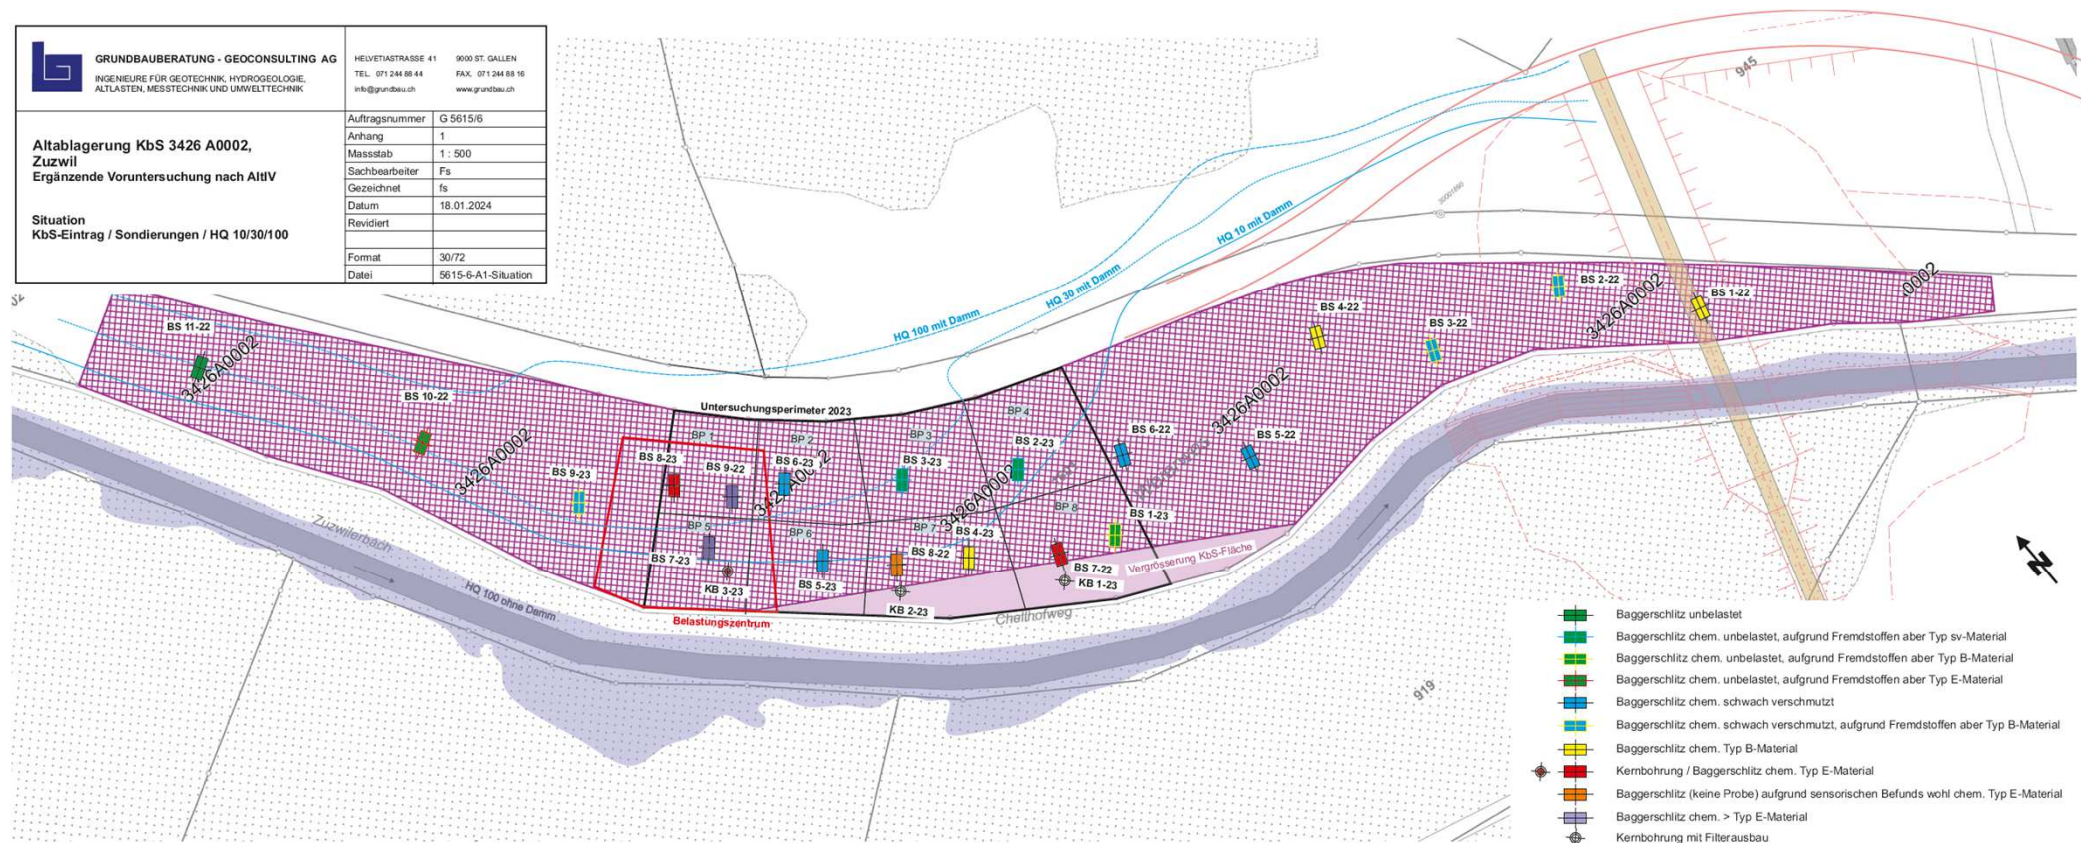 GRUNDBAUBERATUNG - GEOCONSULTING AG
INGENIEURE FÜR GEOTECHNIK, HYDROGEOLOGIE,
ALTLASTEN, MESSTECHNIK UND UMWELTTECHNIK
HELVETIASTRASSE 41 9000 ST. GALLEN
TEL. 071 244 88 44 FAX. 071 244 88 16
info@grundbau.ch www.grundbau.ch
Altablagerung KbS 3426 A0002,
Zuzwil
Ergänzende Voruntersuchung nach AltlV
Situation
KbS-Eintrag / Sondierungen / HQ 10/30/100
Auftragsnummer G 5615/6
Anhang 1
Massstab 1 : 500
Sachbearbeiter Fs
Gezeichnet fs
Datum 18.01.2024
Revidiert
Format 30/72
Datei 5615-6-A1-Situation
945
HQ 10 mit Damm
HQ 30 mit Damm
HQ 100 mit Damm
BS 11-22
3426A0002
BS 10-22
3426A0002
BS 9-23
Untersuchungsperimeter 2023
BP 1
BP 2
BP 3
BP 4
BS 8-23
BS 9-22
BS 6-23
BS 3-23
BS 2-23
3426A0002
BP 5
BP 6
BP 7
BP 8
BS 7-23
KB 3-23
BS 5-23
BS 8-22
BS 4-23
KB 2-23
BS 7-22
KB 1-23
BS 1-23
BS 6-22
BS 5-22
3426A0002
BS 4-22
BS 3-22
BS 2-22
3426A0002
BS 1-22
0002
Vergrösserung KbS-Fläche
Belastungszentrum
Chellhofweg
Zuzwilerbach
HQ 100 ohne Damm
919
N
Baggerschlitz unbelastet
Baggerschlitz chem. unbelastet, aufgrund Fremdstoffen aber Typ sv-Material
Baggerschlitz chem. unbelastet, aufgrund Fremdstoffen aber Typ B-Material
Baggerschlitz chem. unbelastet, aufgrund Fremdstoffen aber Typ E-Material
Baggerschlitz chem. schwach verschmutzt
Baggerschlitz chem. schwach verschmutzt, aufgrund Fremdstoffen aber Typ B-Material
Baggerschlitz chem. Typ B-Material
Kernbohrung / Baggerschlitz chem. Typ E-Material
Baggerschlitz (keine Probe) aufgrund sensorischen Befunds wohl chem. Typ E-Material
Baggerschlitz chem. > Typ E-Material
Kernbohrung mit Filterausbau